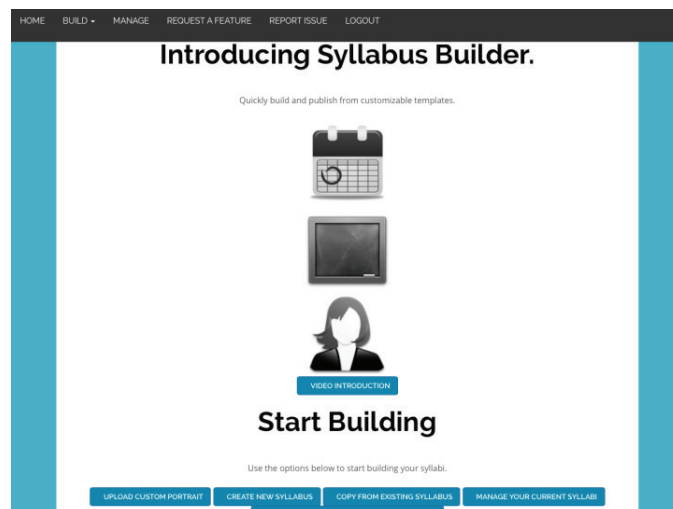 HOME BUILD MANAGE REQUEST A FEATURE REPORT ISSUE LOGOUT
Introducing Syllabus Builder.
Quickly build and publish from customizable templates.
VIDEO INTRODUCTION
Start Building
Use the options below to start building your syllabi.
UPLOAD CUSTOM PORTRAIT CREATE NEW SYLLABUS COPY FROM EXISTING SYLLABUS MANAGE YOUR CURRENT SYLLABI